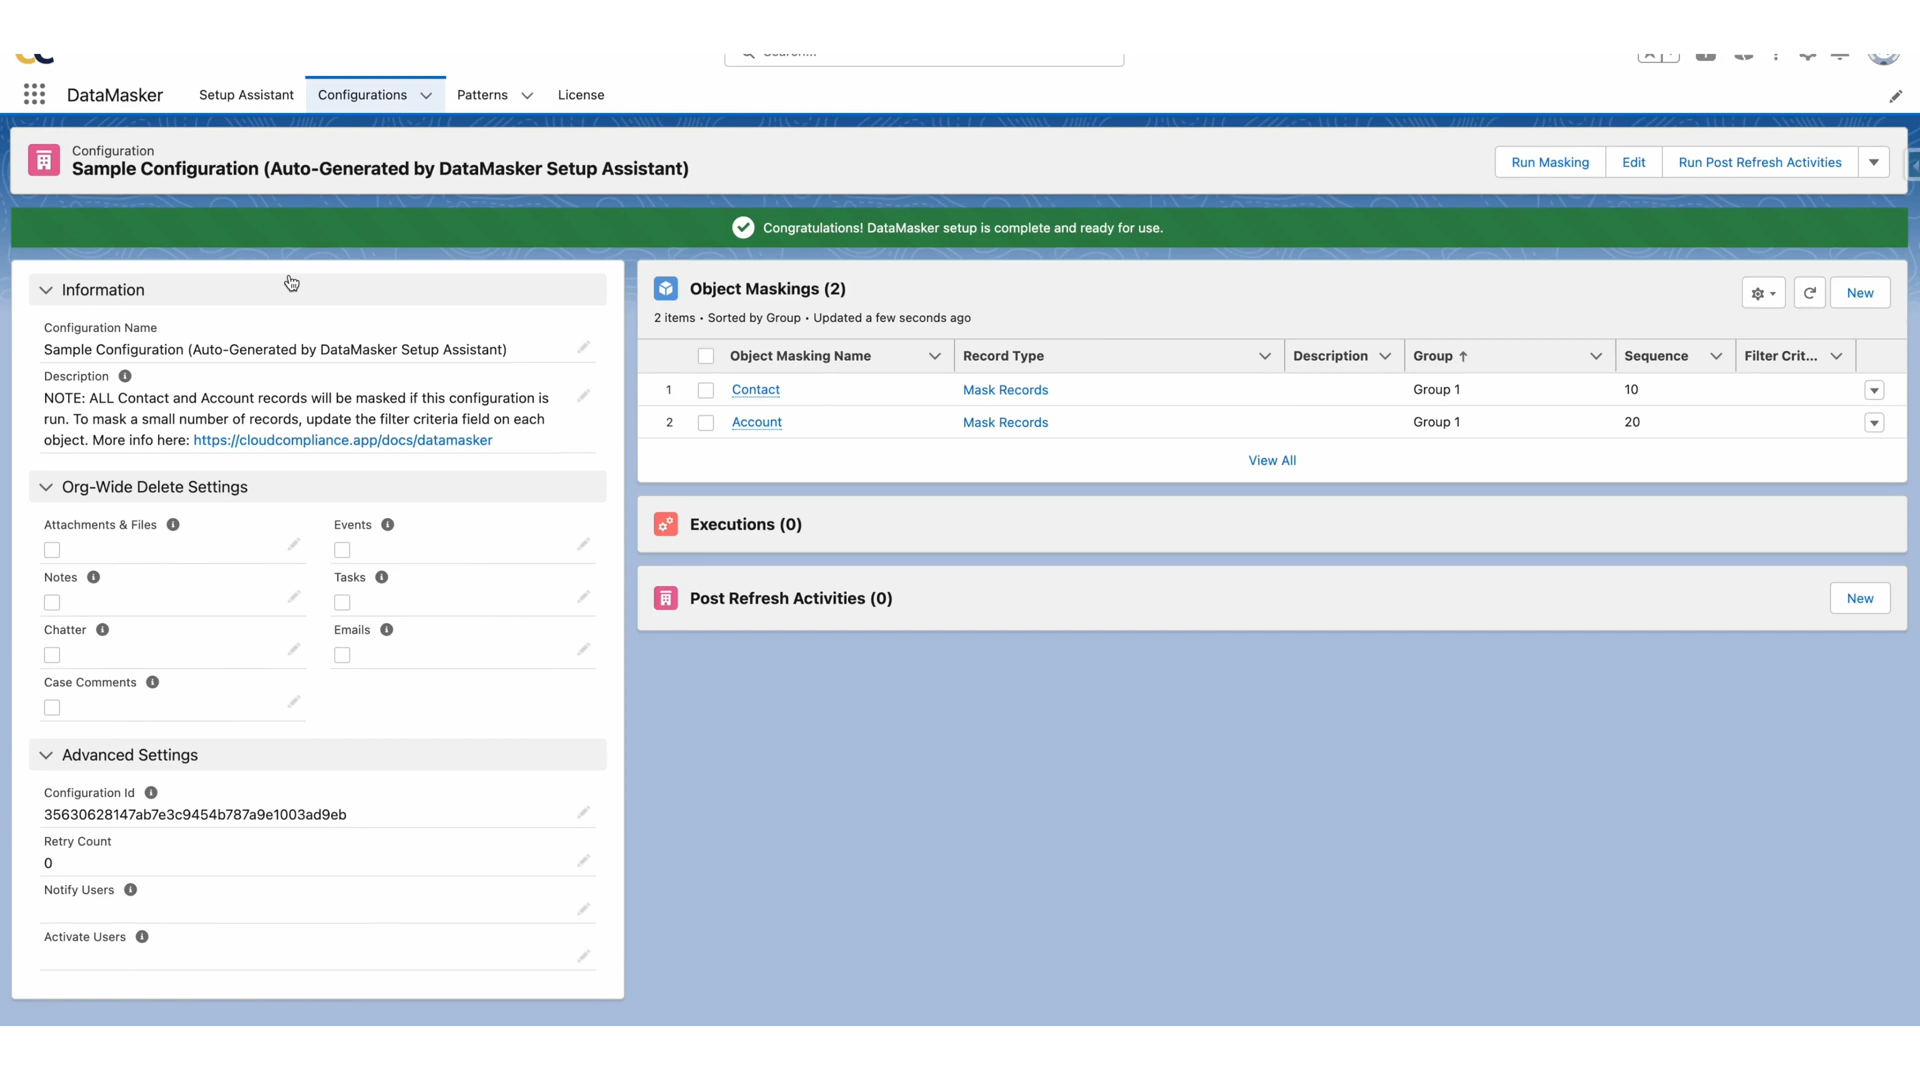 DataMasker
Setup Assistant
Configurations
Patterns
License
Configuration
Sample Configuration (Auto-Generated by DataMasker Setup Assistant)
Run Masking
Edit
Run Post Refresh Activities
Congratulations! DataMasker setup is complete and ready for use.
Information
Configuration Name
Sample Configuration (Auto-Generated by DataMasker Setup Assistant)
Description
NOTE: ALL Contact and Account records will be masked if this configuration is
run. To mask a small number of records, update the filter criteria field on each
object. More info here: https://cloudcompliance.app/docs/datamasker
Org-Wide Delete Settings
Attachments & Files
Events
Notes
Tasks
Chatter
Emails
Case Comments
Advanced Settings
Configuration Id
35630628147ab7e3c9454b787a9e1003ad9eb
Retry Count
0
Notify Users
Activate Users
Object Maskings (2)
2 items • Sorted by Group • Updated a few seconds ago
New
Object Masking Name Record Type Description Group Sequence Filter Crit...
1 Contact Mask Records Group 1 10
2 Account Mask Records Group 1 20
View All
Executions (0)
Post Refresh Activities (0)
New